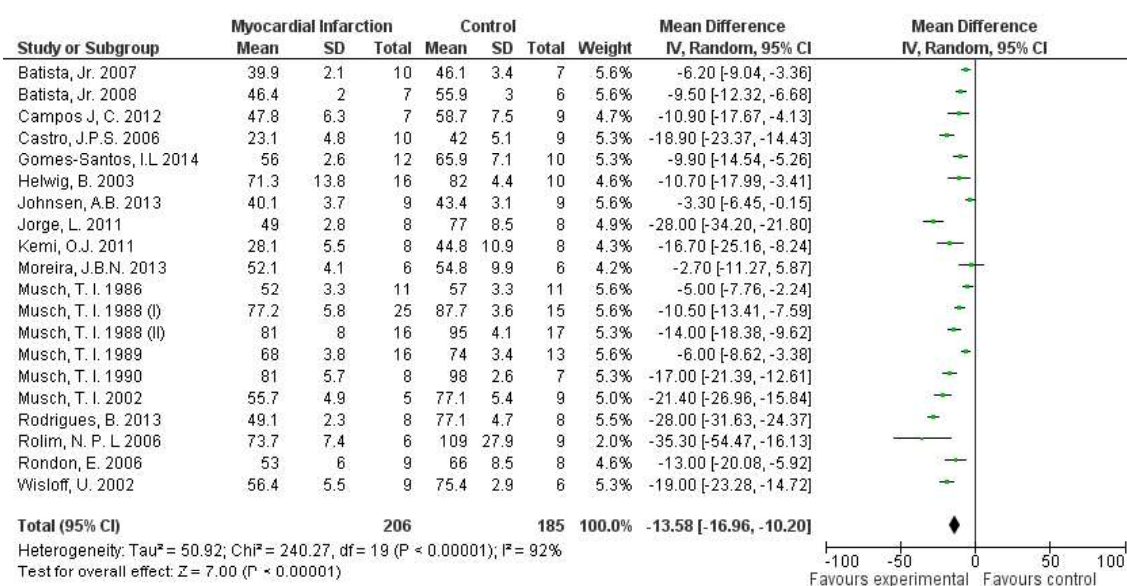 Myocardial Infarction Control Mean Difference Mean Difference
Study or Subgroup Mean SD Total Mean SD Total Weight IV, Random, 95% CI IV, Random, 95% CI
Batista, Jr. 2007 39.9 2.1 10 46.1 3.4 7 5.6% -6.20 [-9.04, -3.36]
Batista, Jr. 2008 46.4 2 7 55.9 3 6 5.6% -9.50 [-12.32, -6.68]
Campos J, C. 2012 47.8 6.3 7 58.7 7.5 9 4.7% -10.90 [-17.67, -4.13]
Castro, J.P.S. 2006 23.1 4.8 10 42 5.1 9 5.3% -18.90 [-23.37, -14.43]
Gomes-Santos, I.L 2014 56 2.6 12 65.9 7.1 10 5.2% -9.90 [-14.54, -5.26]
Helwig, B. 2003 71.3 13.8 16 82 4.4 10 4.6% -10.70 [-17.99, -3.41]
Johnsen, A.B. 2013 40.1 3.7 9 43.4 3.1 9 5.6% -3.30 [-6.45, -0.15]
Jorge, L. 2011 49 2.8 8 77 8.5 8 4.9% -28.00 [-34.20, -21.80]
Kemi, O.J. 2011 28.1 5.5 8 44.8 10.9 8 4.3% -16.70 [-25.16, -8.24]
Moreira, J.B.N. 2013 52.1 4.1 6 54.8 9.9 6 4.2% -2.70 [-11.27, 5.87]
Musch, T. I. 1986 52 3.3 11 57 3.3 11 5.6% -5.00 [-7.76, -2.24]
Musch, T. I. 1988 (I) 77.2 5.8 25 87.7 3.6 15 5.6% -10.50 [-13.41, -7.59]
Musch, T. I. 1988 (II) 81 8 16 95 4.1 17 5.3% -14.00 [-18.38, -9.62]
Musch, T. I. 1989 68 3.8 16 74 3.4 13 5.6% -6.00 [-8.62, -3.38]
Musch, T. I. 1990 81 5.7 8 98 2.6 7 5.3% -17.00 [-21.39, -12.61]
Musch, T. I. 2002 55.7 4.9 5 77.1 5.4 9 5.0% -21.40 [-26.96, -15.84]
Rodrigues, B. 2013 49.1 2.3 8 77.1 4.7 8 5.5% -28.00 [-31.63, -24.37]
Rolim, N. P. L 2006 73.7 7.4 6 109 27.9 9 2.0% -35.30 [-54.47, -16.13]
Rondon, E. 2006 53 6 9 66 8.5 8 4.6% -13.00 [-20.08, -5.92]
Wisloff, U. 2002 56.4 5.5 9 75.4 2.9 6 5.3% -19.00 [-23.28, -14.72]
Total (95% CI) 206 185 100.0% -13.58 [-16.96, -10.20]
Heterogeneity: Tau² = 50.92; Chi² = 240.27, df = 19 (P < 0.00001); I² = 92%
Test for overall effect: Z = 7.00 (P < 0.00001)
-100 -50 0 50 100
Favours experimental Favours control